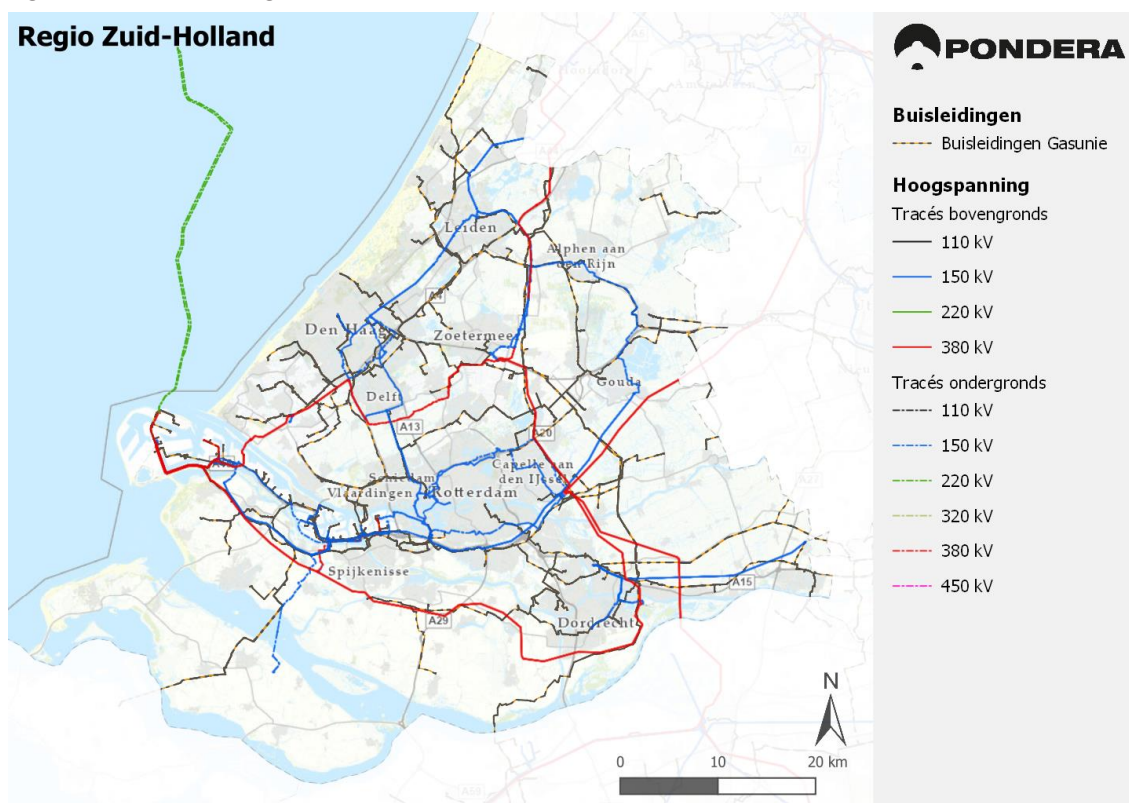 Regio Zuid-Holland
PONDERA
Buisleidingen
Buisleidingen Gasunie
Hoogspanning
Tracés bovengronds
110 kV
150 kV
220 kV
380 kV
Tracés ondergronds
110 kV
150 kV
220 kV
320 kV
380 kV
450 kV
Leiden
Alphen aan
den Rijn
A4
Den Haag
Zoetermeer
Gouda
Delft
A13
A20
Capelle aan
den IJssel
Schiedam
Vlaardingen
Rotterdam
Spijkenisse
A15
A29
Dordrecht
N
0 10 20 km